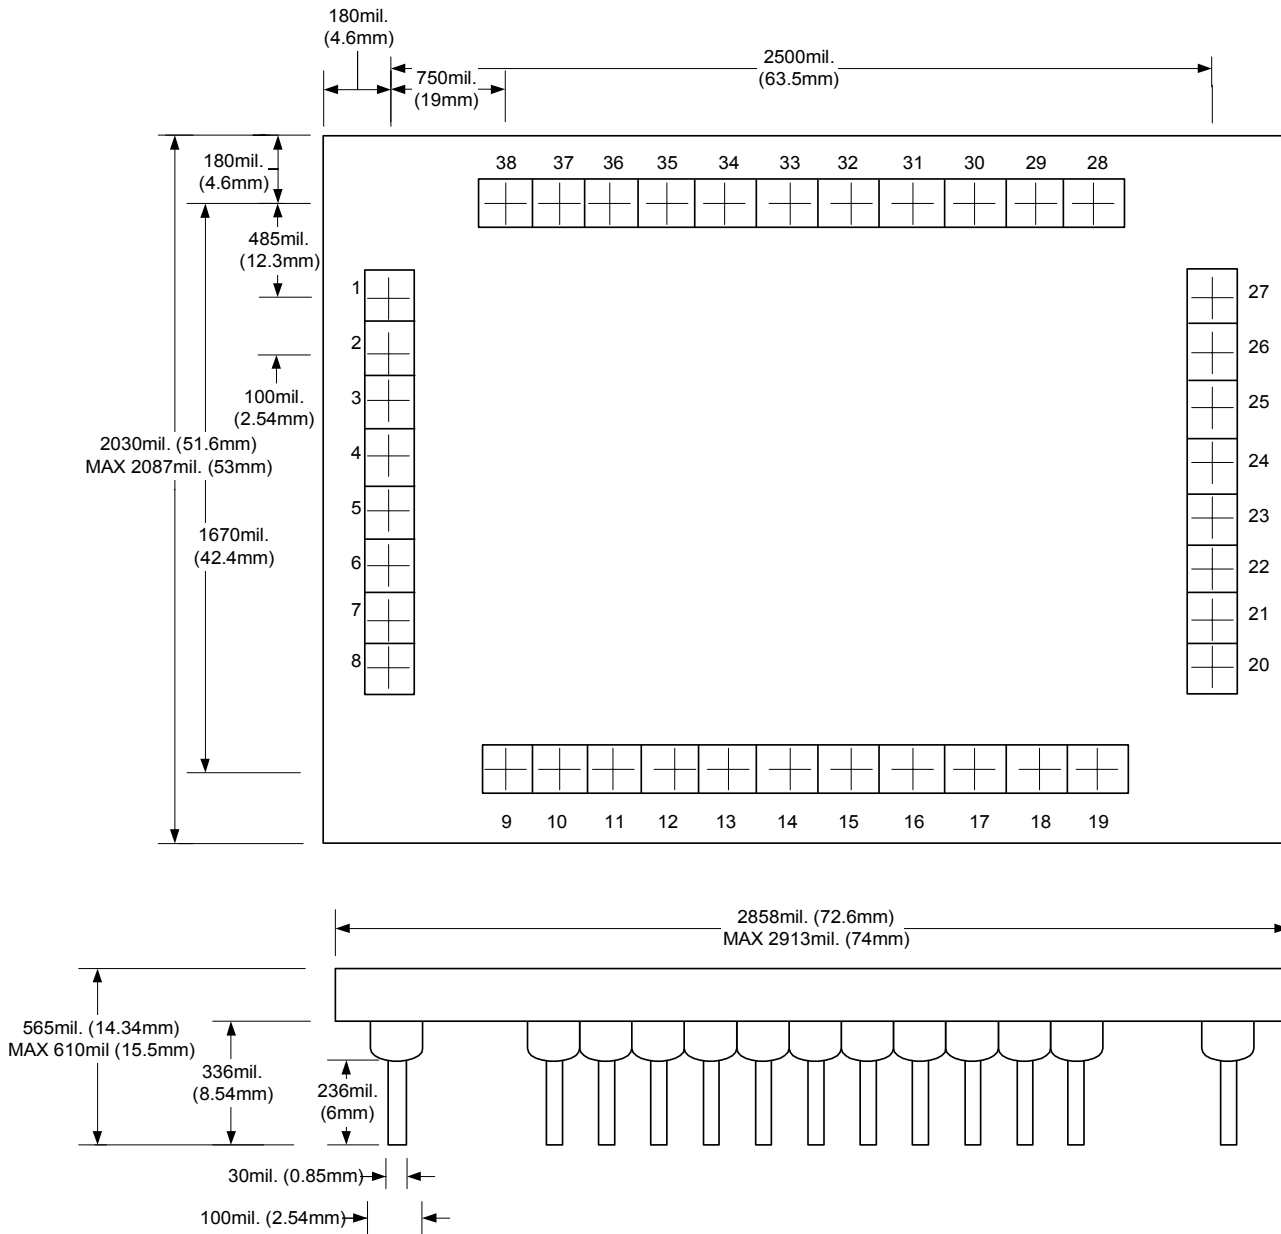 180mil.
(4.6mm)
2500mil.
(63.5mm)
750mil.
(19mm)
180mil.
(4.6mm)
38 37 36 35 34 33 32 31 30 29 28
485mil.
(12.3mm)
1 27
2 26
100mil.
(2.54mm)
3 25
2030mil. (51.6mm)
MAX 2087mil. (53mm)
4 24
5 23
1670mil.
(42.4mm)
6 22
7 21
8 20
9 10 11 12 13 14 15 16 17 18 19
2858mil. (72.6mm)
MAX 2913mil. (74mm)
565mil. (14.34mm)
MAX 610mil (15.5mm)
336mil.
(8.54mm)
236mil.
(6mm)
30mil. (0.85mm)
100mil. (2.54mm)